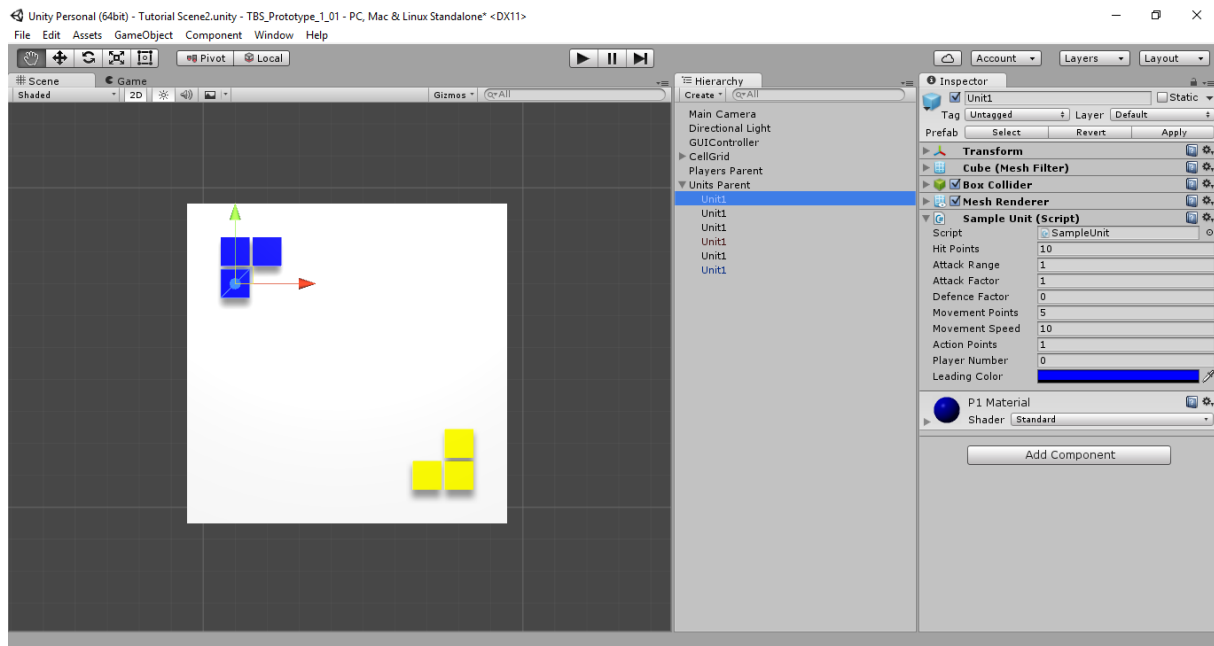 Unity Personal (64bit) - Tutorial Scene2.unity - TBS_Prototype_1_01 - PC, Mac & Linux Standalone* <DX11>
File Edit Assets GameObject Component Window Help
Pivot Local Account Layers Layout
Scene Game
Shaded 2D Gizmos All
Hierarchy
Create All
Main Camera
Directional Light
GUIController
CellGrid
Players Parent
Units Parent
Unit1
Unit1
Unit1
Unit1
Unit1
Unit1
Inspector
Unit1 Static
Tag Untagged Layer Default
Prefab Select Revert Apply
Transform
Cube (Mesh Filter)
Box Collider
Mesh Renderer
Sample Unit (Script)
Script SampleUnit
Hit Points 10
Attack Range 1
Attack Factor 1
Defence Factor 0
Movement Points 5
Movement Speed 10
Action Points 1
Player Number 0
Leading Color
P1 Material
Shader Standard
Add Component